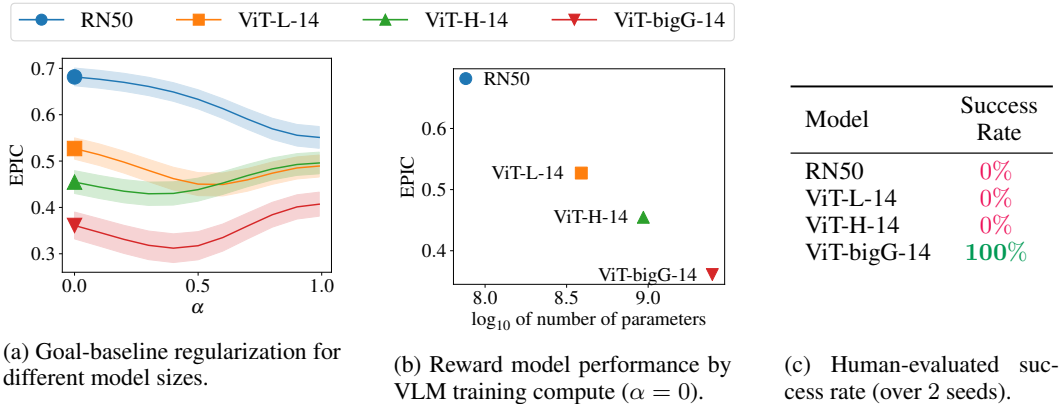 RN50 ViT-L-14 ViT-H-14 ViT-bigG-14
0.7
0.6
0.5
0.4
0.3
EPIC
0.0 0.5 1.0
α
(a) Goal-baseline regularization for
different model sizes.
RN50
0.6
ViT-L-14
0.5
ViT-H-14
0.4
ViT-bigG-14
EPIC
8.0 8.5 9.0
log₁₀ of number of parameters
(b) Reward model performance by
VLM training compute (α = 0).
Model Success
Rate
RN50 0%
ViT-L-14 0%
ViT-H-14 0%
ViT-bigG-14 100%
(c) Human-evaluated suc-
cess rate (over 2 seeds).